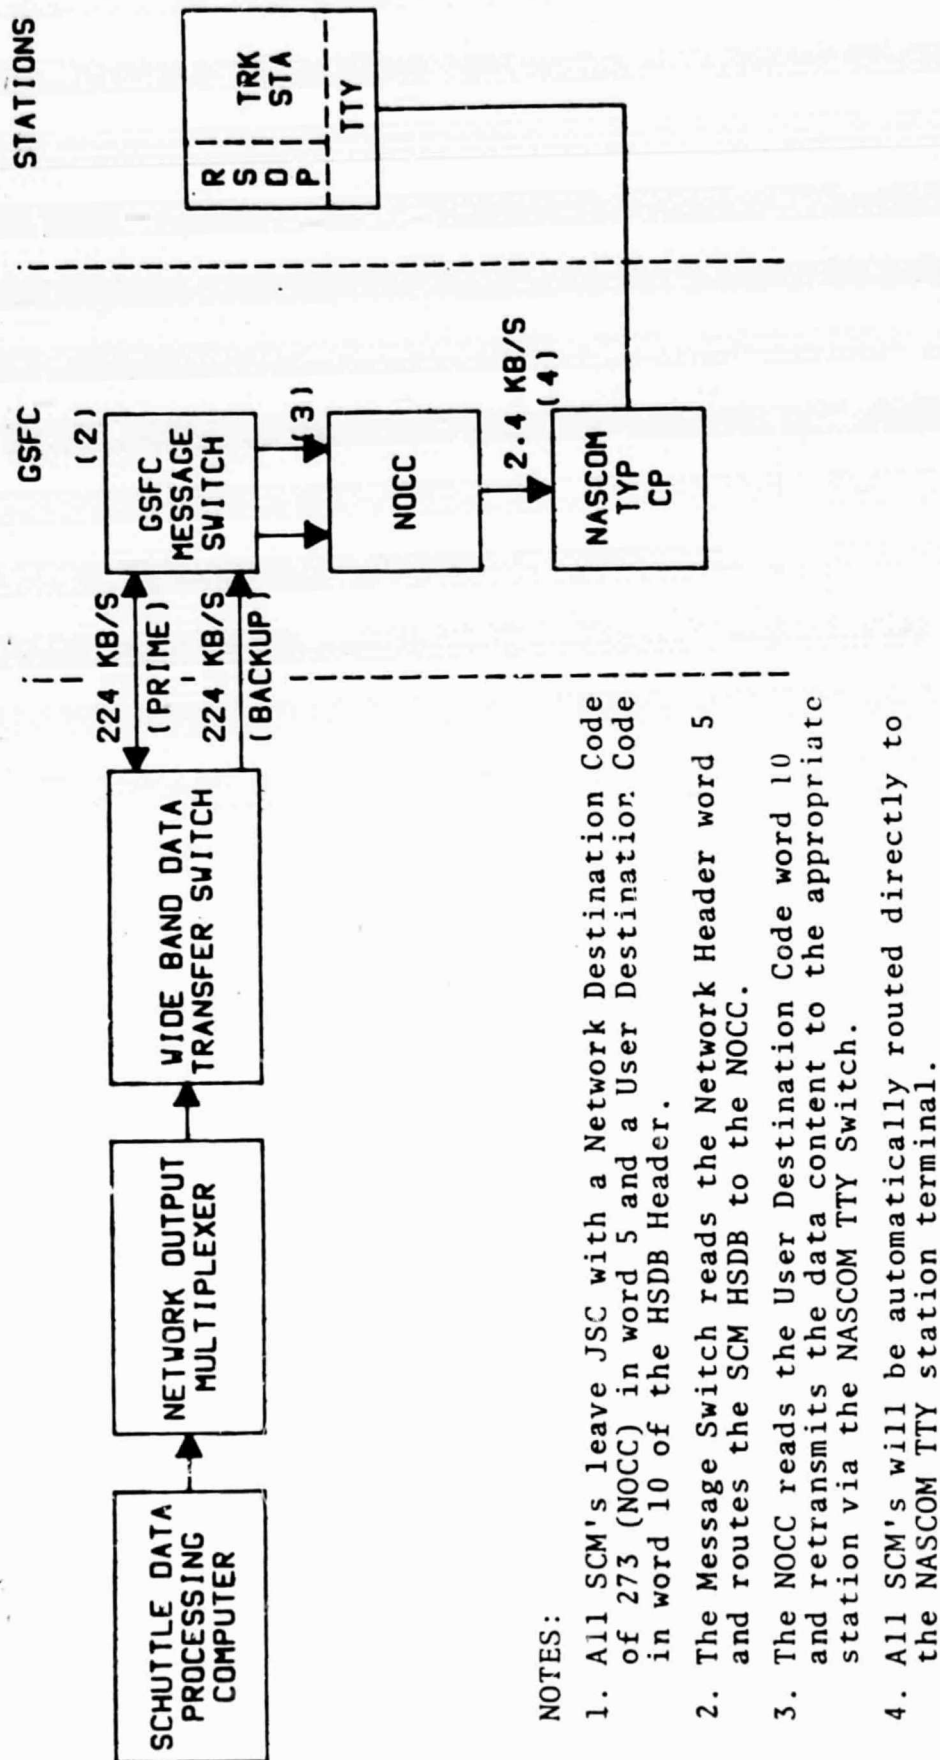 STATIONS
GSFC
(2)
SCHUTTLE DATA
PROCESSING
COMPUTER
NETWORK OUTPUT
MULTIPLEXER
WIDE BAND DATA
TRANSFER SWITCH
224 KB/S
(PRIME)
224 KB/S
(BACKUP)
GSFC
MESSAGE
SWITCH
(3)
NOCC
2.4 KB/S
(4)
NASCOM
TYP
CP
R
S
O
P
TRK
STA
TTY
NOTES:
1. All SCM's leave JSC with a Network Destination Code
of 273 (NOCC) in word 5 and a User Destination Code
in word 10 of the HSDB Header.
2. The Message Switch reads the Network Header word 5
and routes the SCM HSDB to the NOCC.
3. The NOCC reads the User Destination Code word 10
and retransmits the data content to the appropriate
station via the NASCOM TTY Switch.
4. All SCM's will be automatically routed directly to
the NASCOM TTY station terminal.